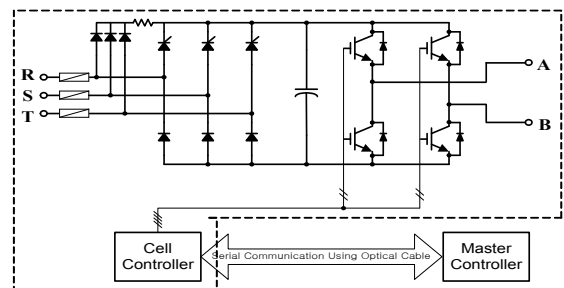 R
S
T
A
B
Cell
Controller
Serial Communication Using Optical Cable
Master
Controller